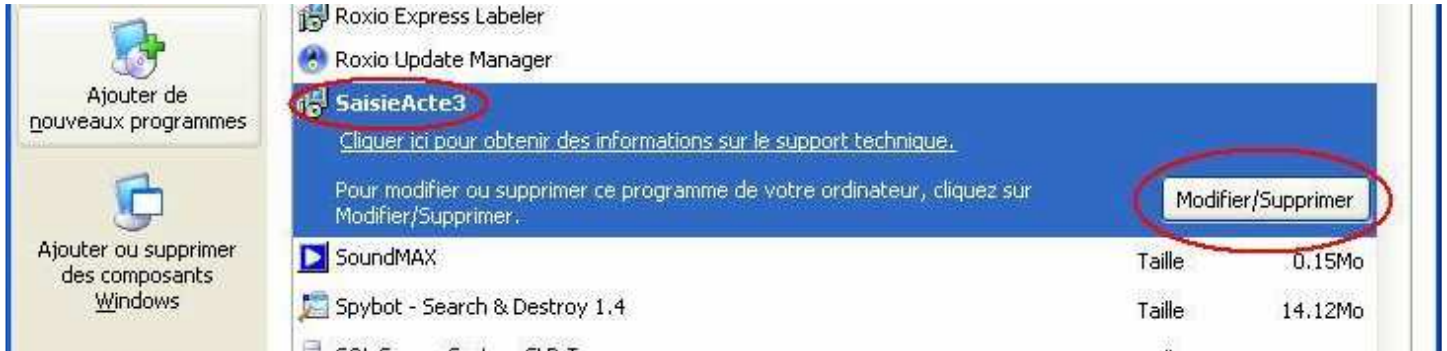 Ajouter de
nouveaux programmes
Ajouter ou supprimer
des composants
Windows
Roxio Express Labeler
Roxio Update Manager
SaisieActe3
Cliquer ici pour obtenir des informations sur le support technique.
Pour modifier ou supprimer ce programme de votre ordinateur, cliquez sur
Modifier/Supprimer.
Modifier/Supprimer
SoundMAX Taille 0.15Mo
Spybot - Search & Destroy 1.4 Taille 14.12Mo